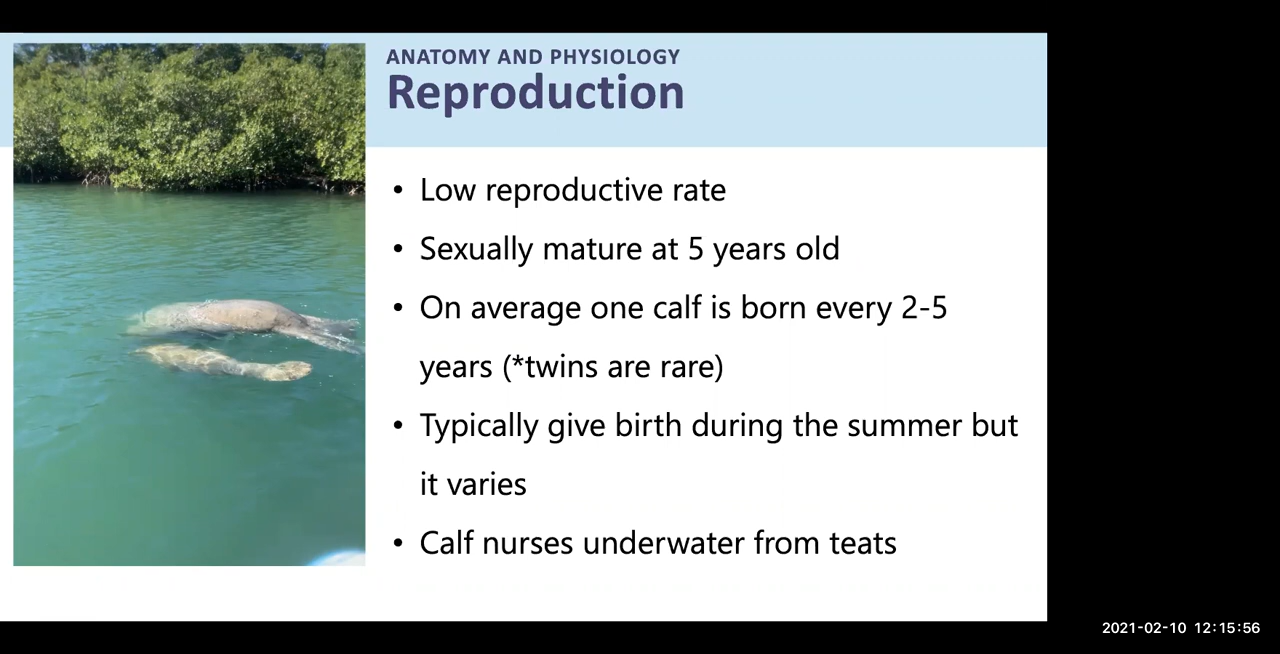 ANATOMY AND PHYSIOLOGY
Reproduction
• Low reproductive rate
• Sexually mature at 5 years old
• On average one calf is born every 2-5
years (*twins are rare)
• Typically give birth during the summer but
it varies
• Calf nurses underwater from teats
2021-02-10 12:15:56